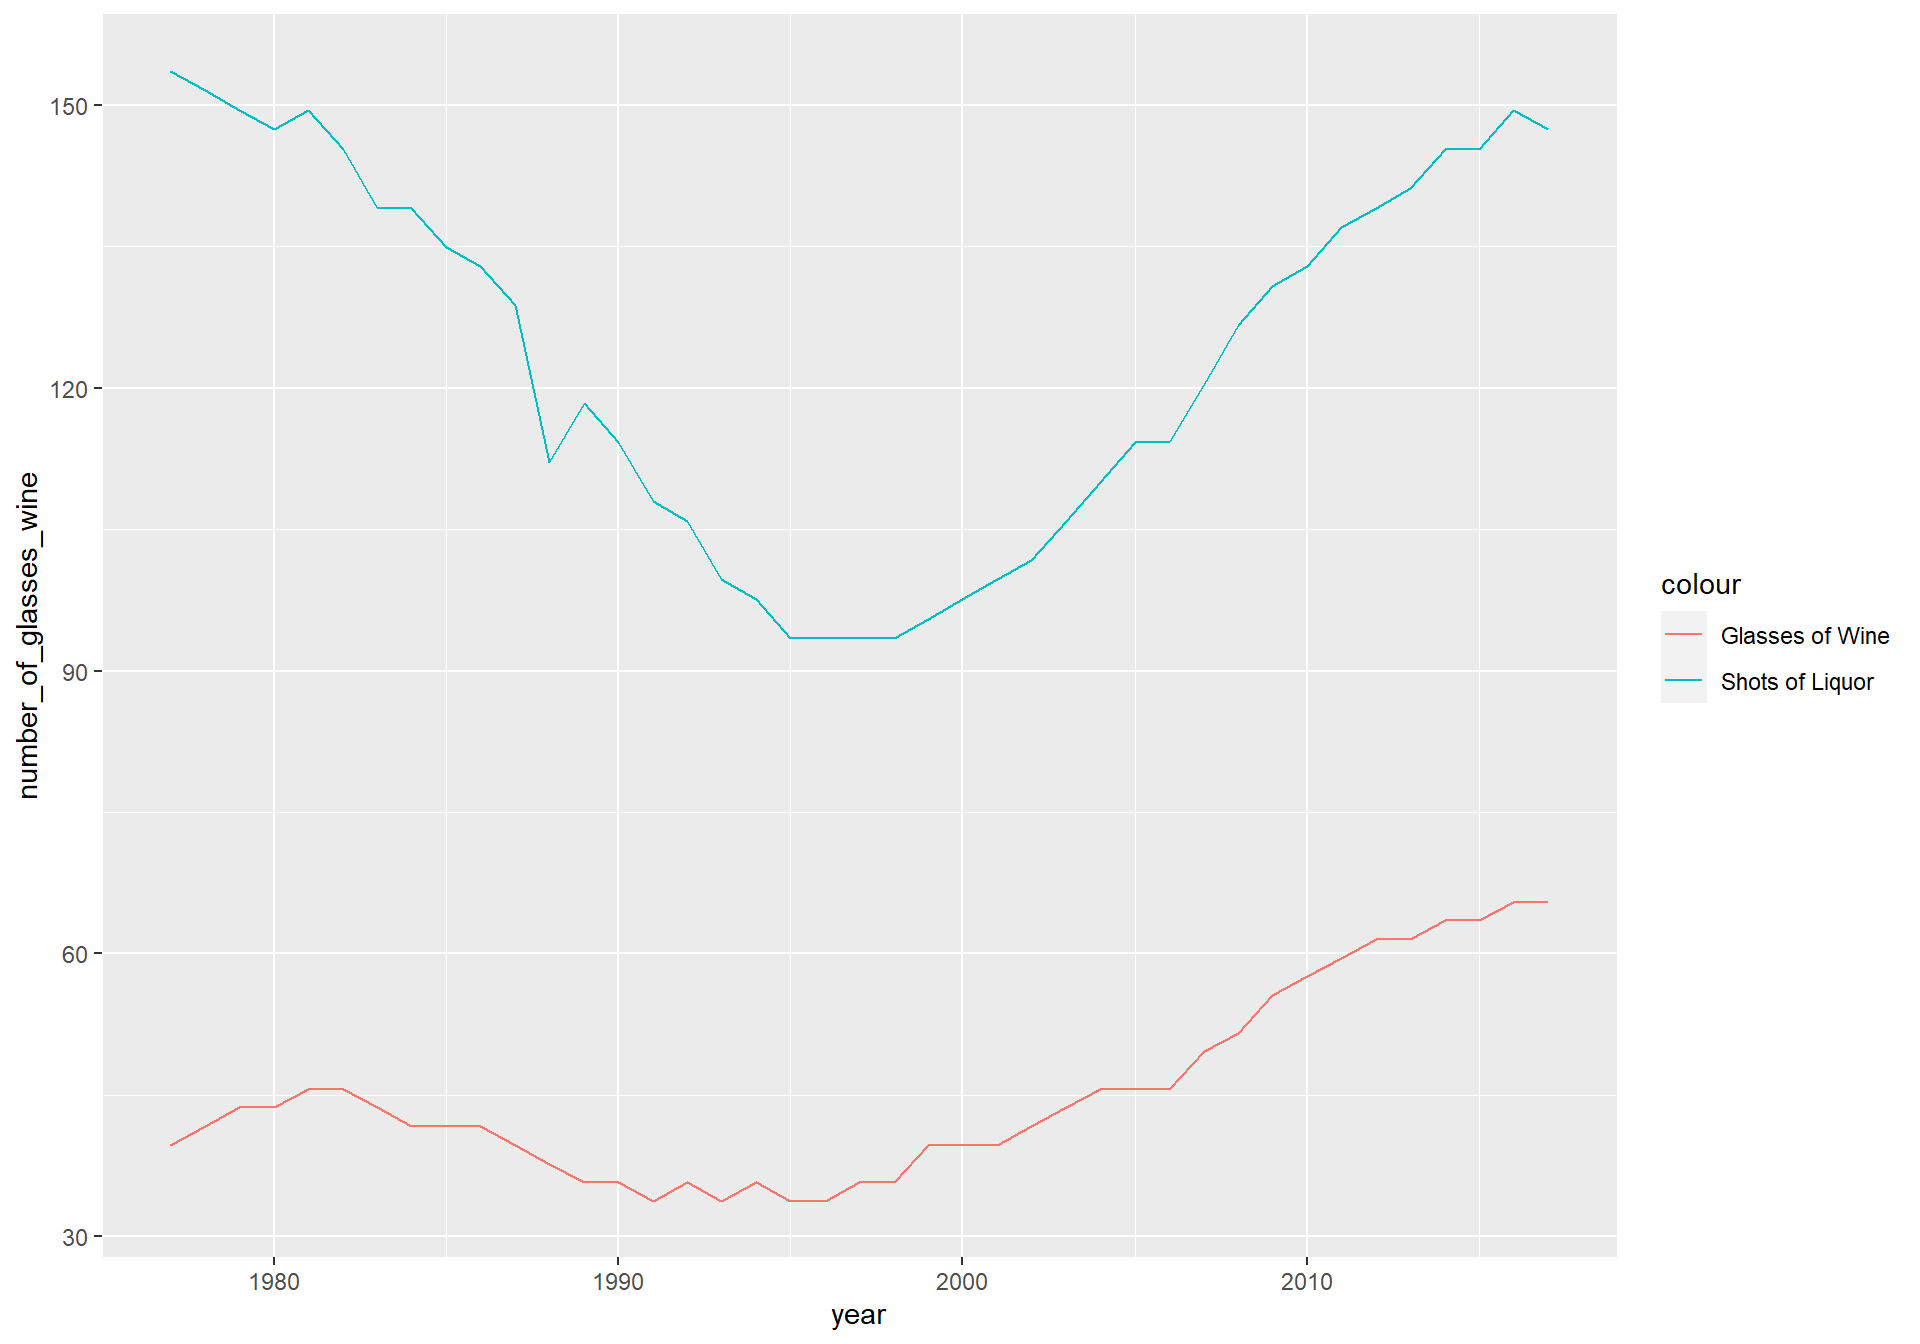 150
120
90
60
30
number_of_glasses_wine
1980 1990 2000 2010
year
colour
Glasses of Wine
Shots of Liquor